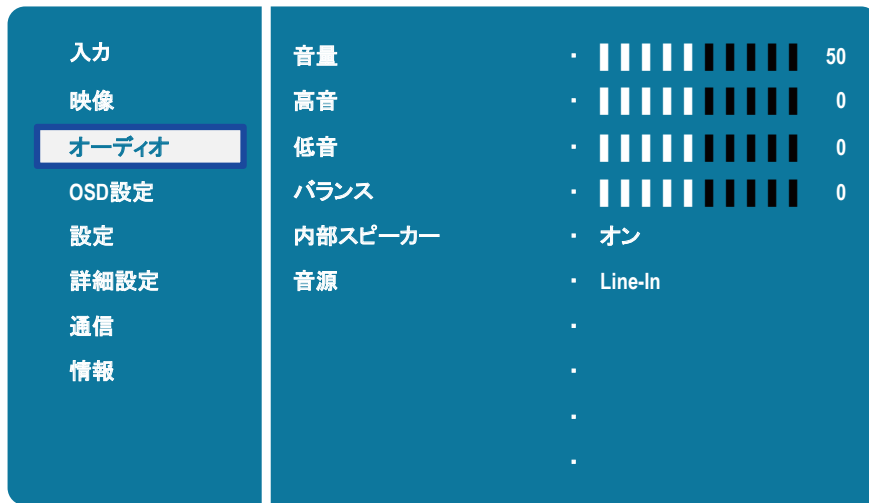 入力
映像
オーディオ
OSD設定
設定
詳細設定
通信
情報
音量 · 50
高音 · 0
低音 · 0
バランス · 0
内部スピーカー · オン
音源 · Line-In
·
·
·
·